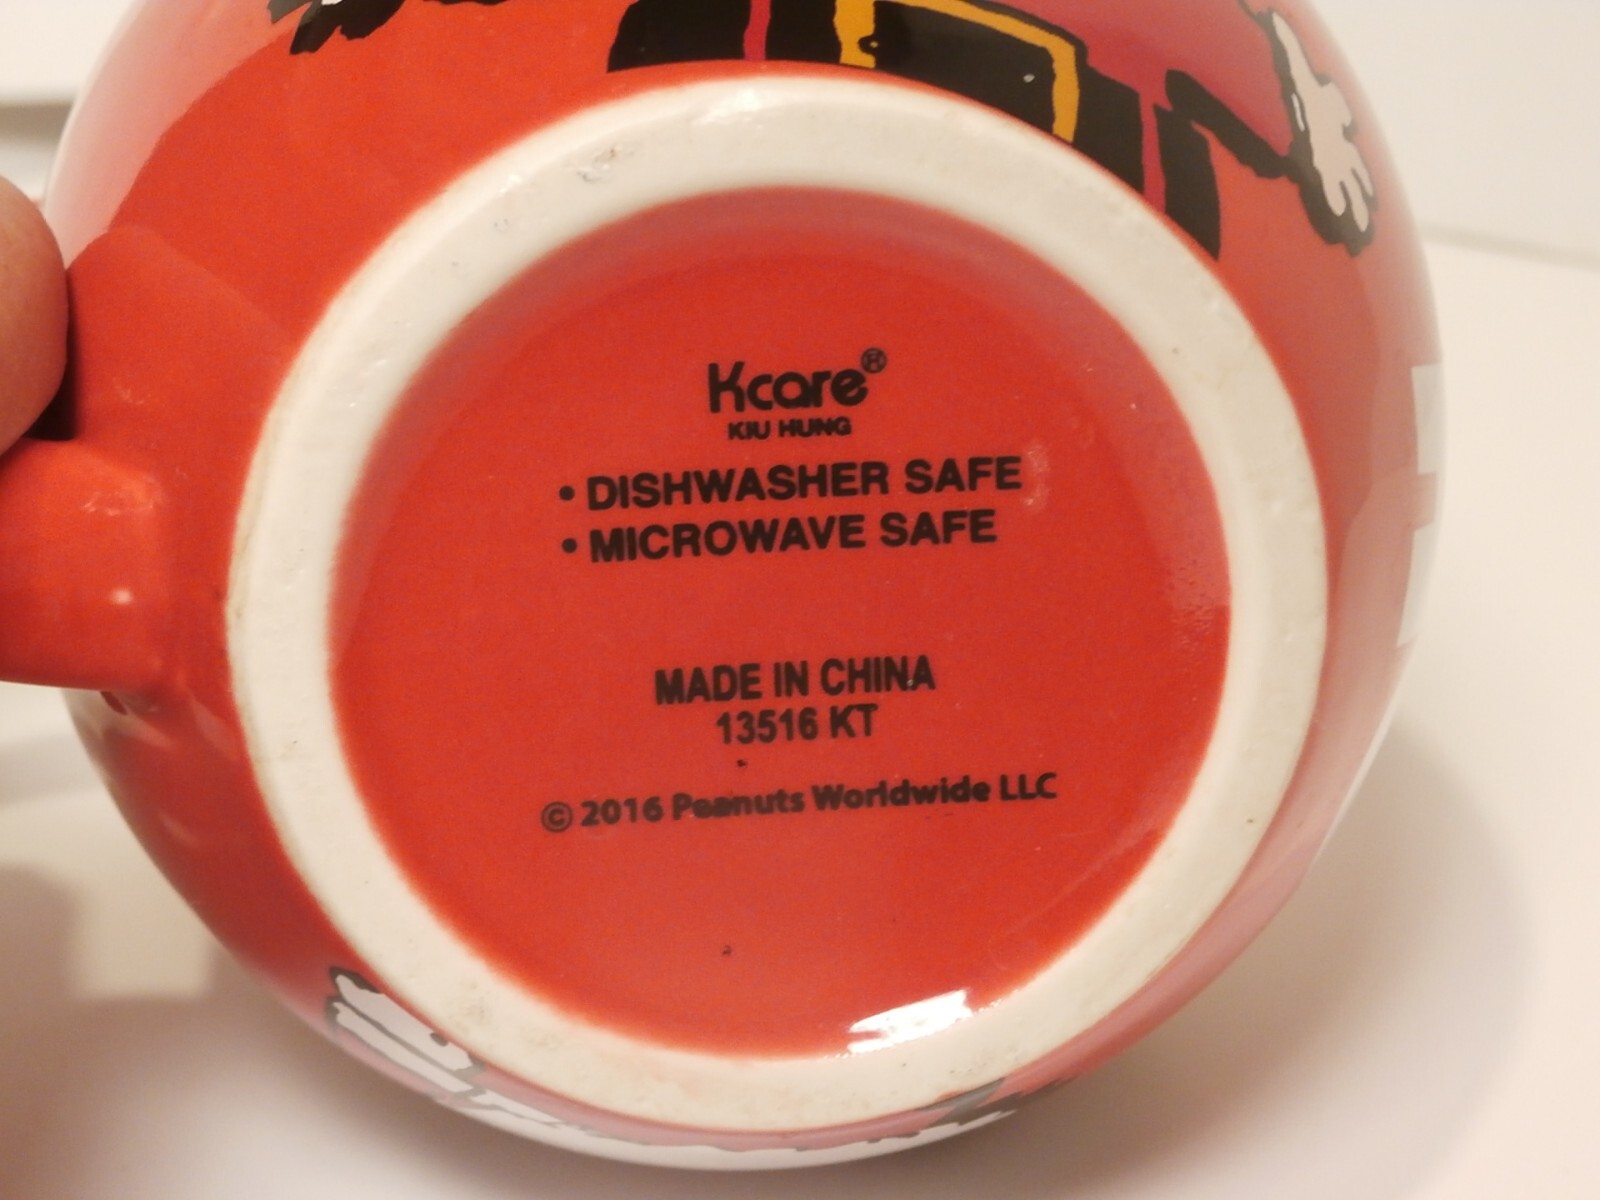 Kcare®
KIU HUNG
• DISHWASHER SAFE
• MICROWAVE SAFE
MADE IN CHINA
13516 KT
© 2016 Peanuts Worldwide LLC